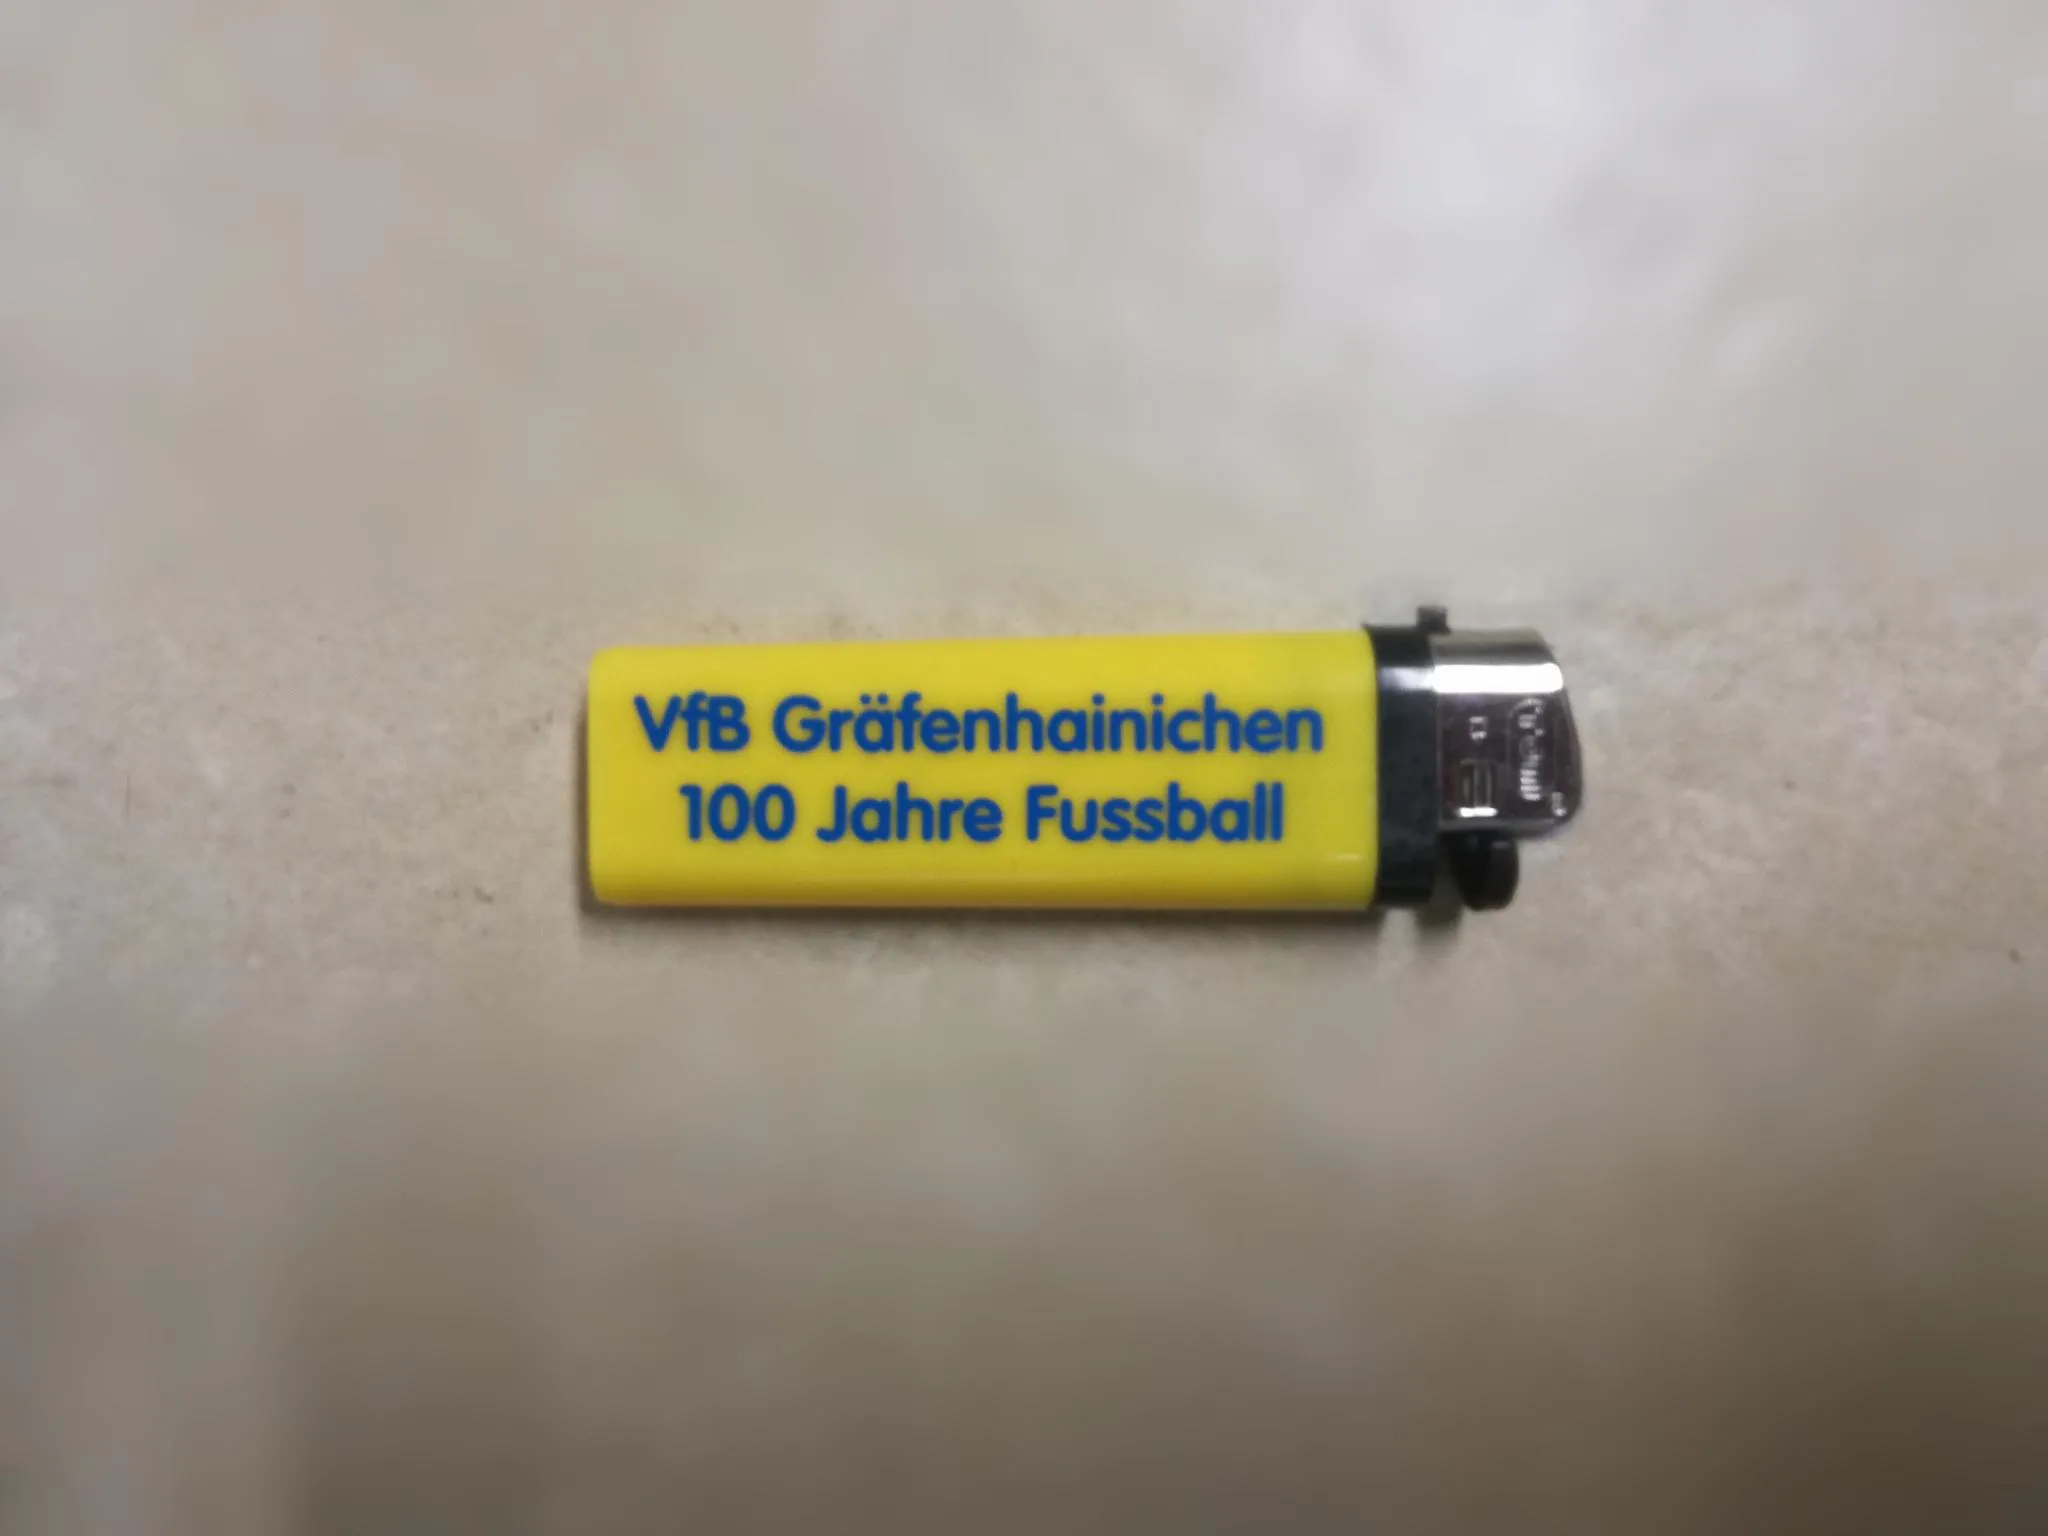 VfB Gräfenhainichen
100 Jahre Fussball